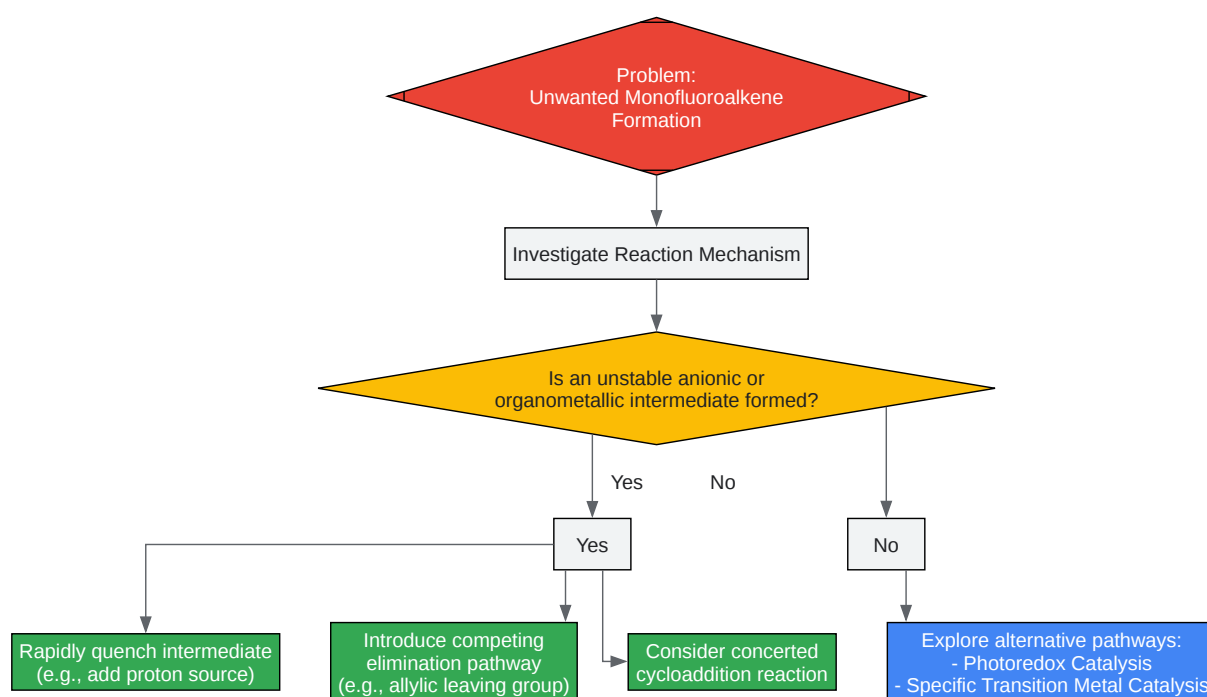 Problem:
Unwanted Monofluoroalkene
Formation
Investigate Reaction Mechanism
Is an unstable anionic or
organometallic intermediate formed?
Yes
No
Yes
No
Rapidly quench intermediate
(e.g., add proton source)
Introduce competing
elimination pathway
(e.g., allylic leaving group)
Consider concerted
cycloaddition reaction
Explore alternative pathways:
- Photoredox Catalysis
- Specific Transition Metal Catalysis